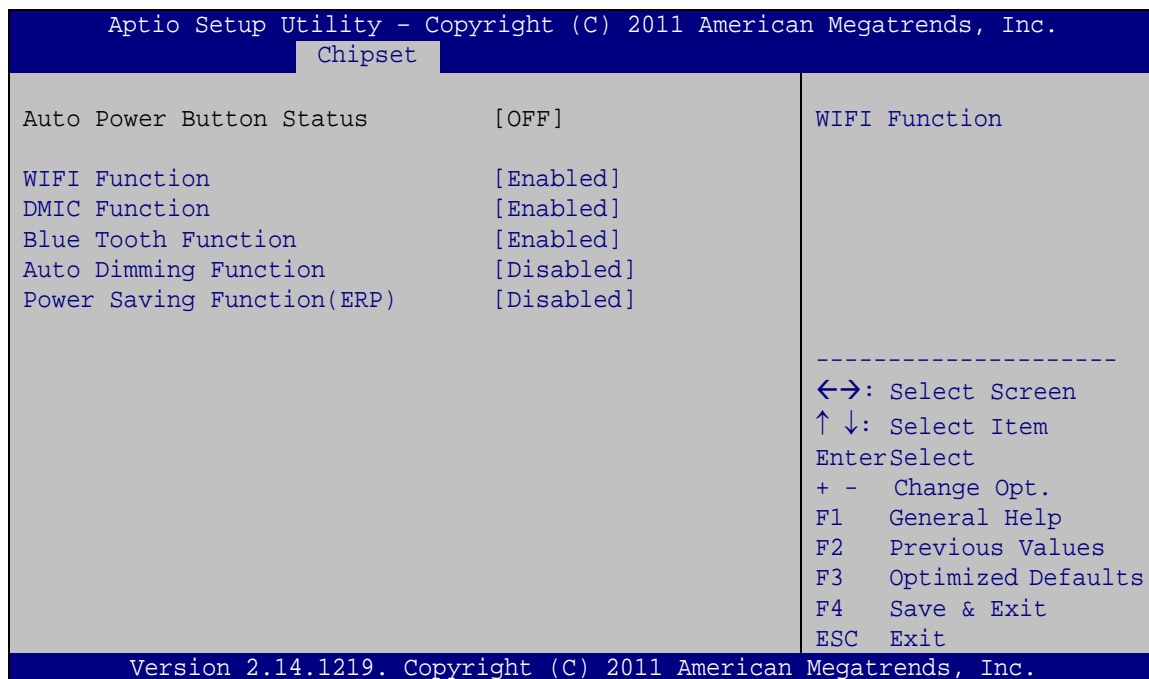 Aptio Setup Utility – Copyright (C) 2011 American Megatrends, Inc.
Chipset
Auto Power Button Status [OFF]
WIFI Function [Enabled]
DMIC Function [Enabled]
Blue Tooth Function [Enabled]
Auto Dimming Function [Disabled]
Power Saving Function(ERP) [Disabled]
WIFI Function
---------------------
←→: Select Screen
↑ ↓: Select Item
EnterSelect
+ - Change Opt.
F1 General Help
F2 Previous Values
F3 Optimized Defaults
F4 Save & Exit
ESC Exit
Version 2.14.1219. Copyright (C) 2011 American Megatrends, Inc.